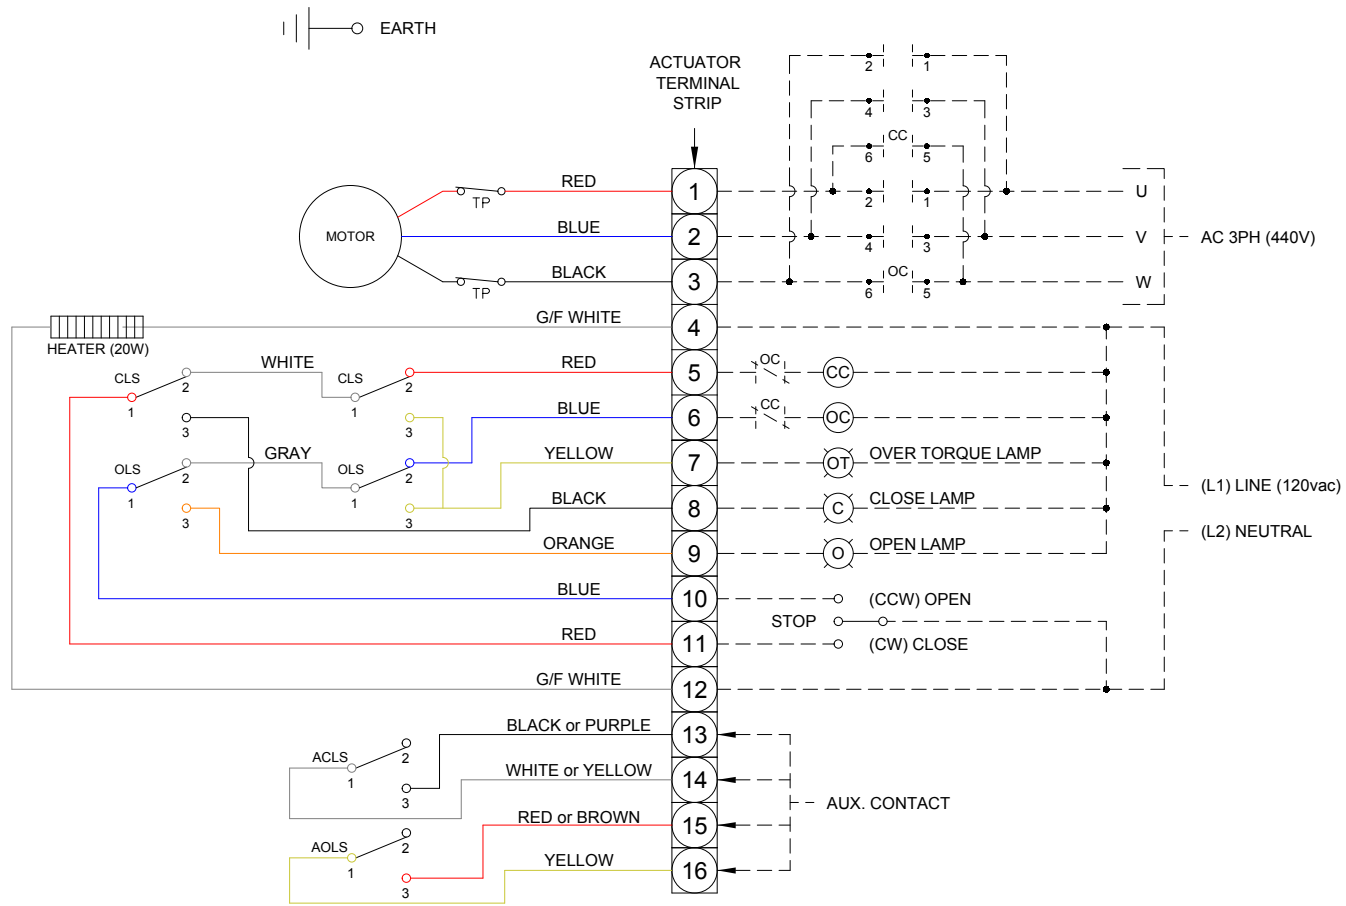 EARTH
ACTUATOR
TERMINAL
STRIP
2 1
4 3
CC
6 5
RED 1 2 1 U
TP
MOTOR BLUE 2 4 3 V AC 3PH (440V)
OC
BLACK 3 6 5 W
TP
G/F WHITE 4
HEATER (20W)
WHITE RED 5 OC CC
CLS 2 CLS 2
1 1
BLUE 6 CC OC
3 3
GRAY YELLOW 7 OT OVER TORQUE LAMP
OLS 2 OLS 2
1 1
(L1) LINE (120vac)
BLACK 8 C CLOSE LAMP
3 3
(L2) NEUTRAL
ORANGE 9 O OPEN LAMP
BLUE 10 (CCW) OPEN
STOP
RED 11 (CW) CLOSE
G/F WHITE 12
BLACK or PURPLE 13
ACLS 2
1
WHITE or YELLOW 14
3
AUX. CONTACT
RED or BROWN 15
AOLS 2
1
YELLOW 16
3